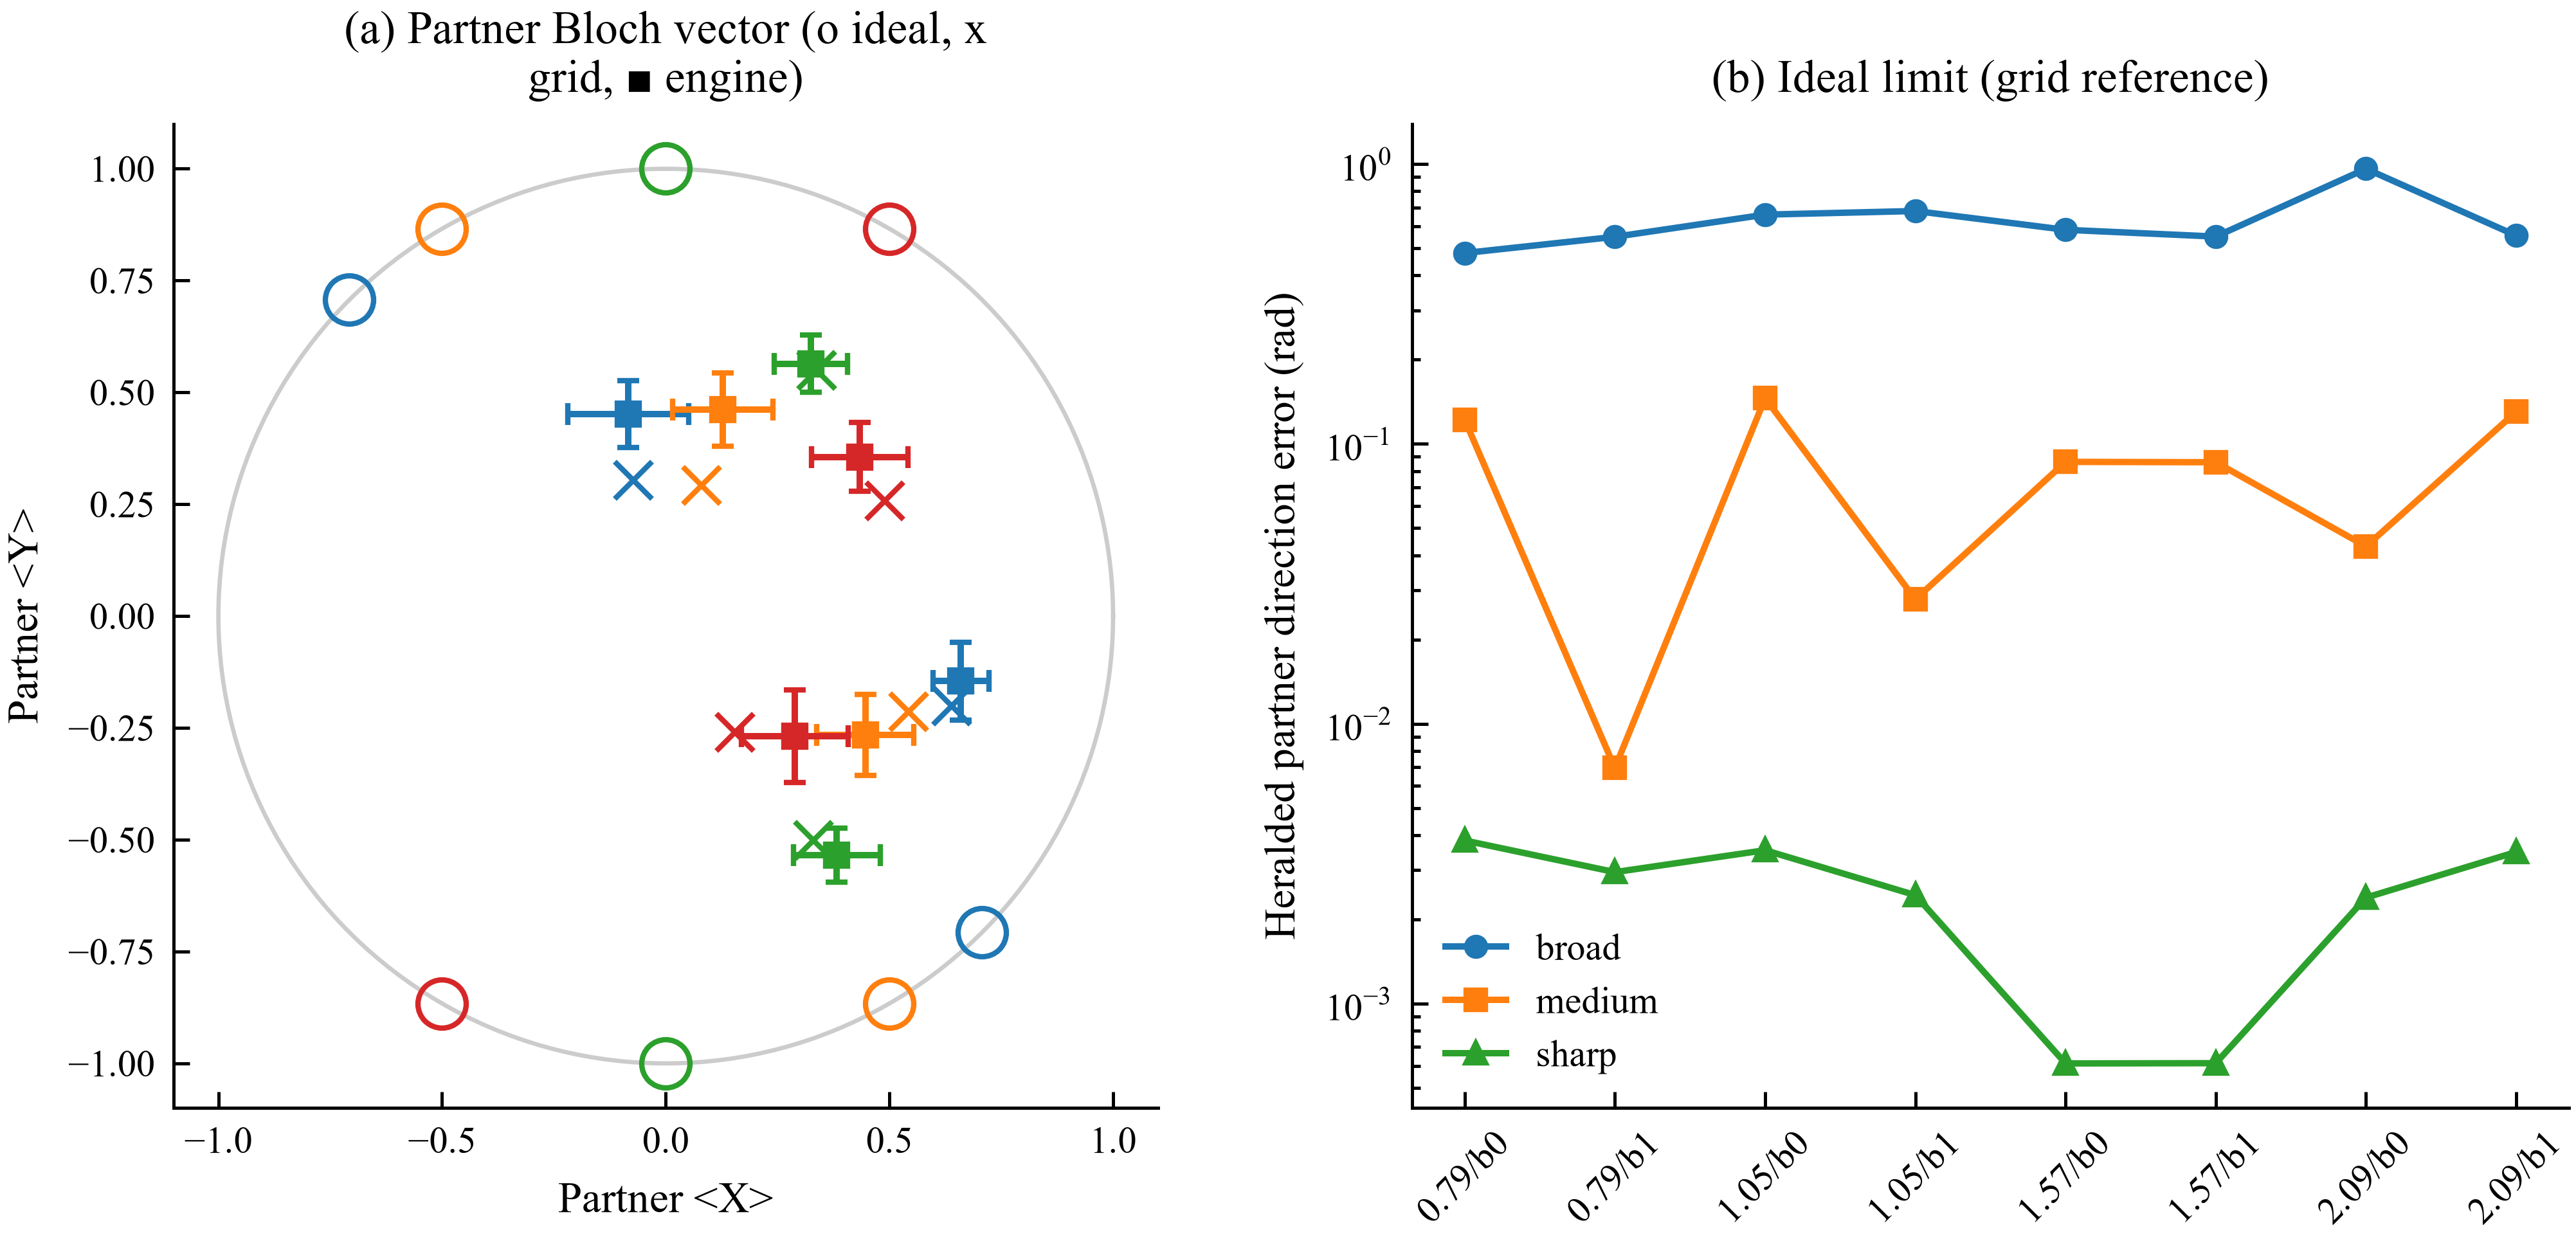 (a) Partner Bloch vector (o ideal, x
grid, ■ engine)
Partner <Y>
1.00
0.75
0.50
0.25
0.00
−0.25
−0.50
−0.75
−1.00
−1.0 −0.5 0.0 0.5 1.0
Partner <X>
(b) Ideal limit (grid reference)
Heralded partner direction error (rad)
10⁰
10⁻¹
10⁻²
10⁻³
broad
medium
sharp
0.79/b0 0.79/b1 1.05/b0 1.05/b1 1.57/b0 1.57/b1 2.09/b0 2.09/b1